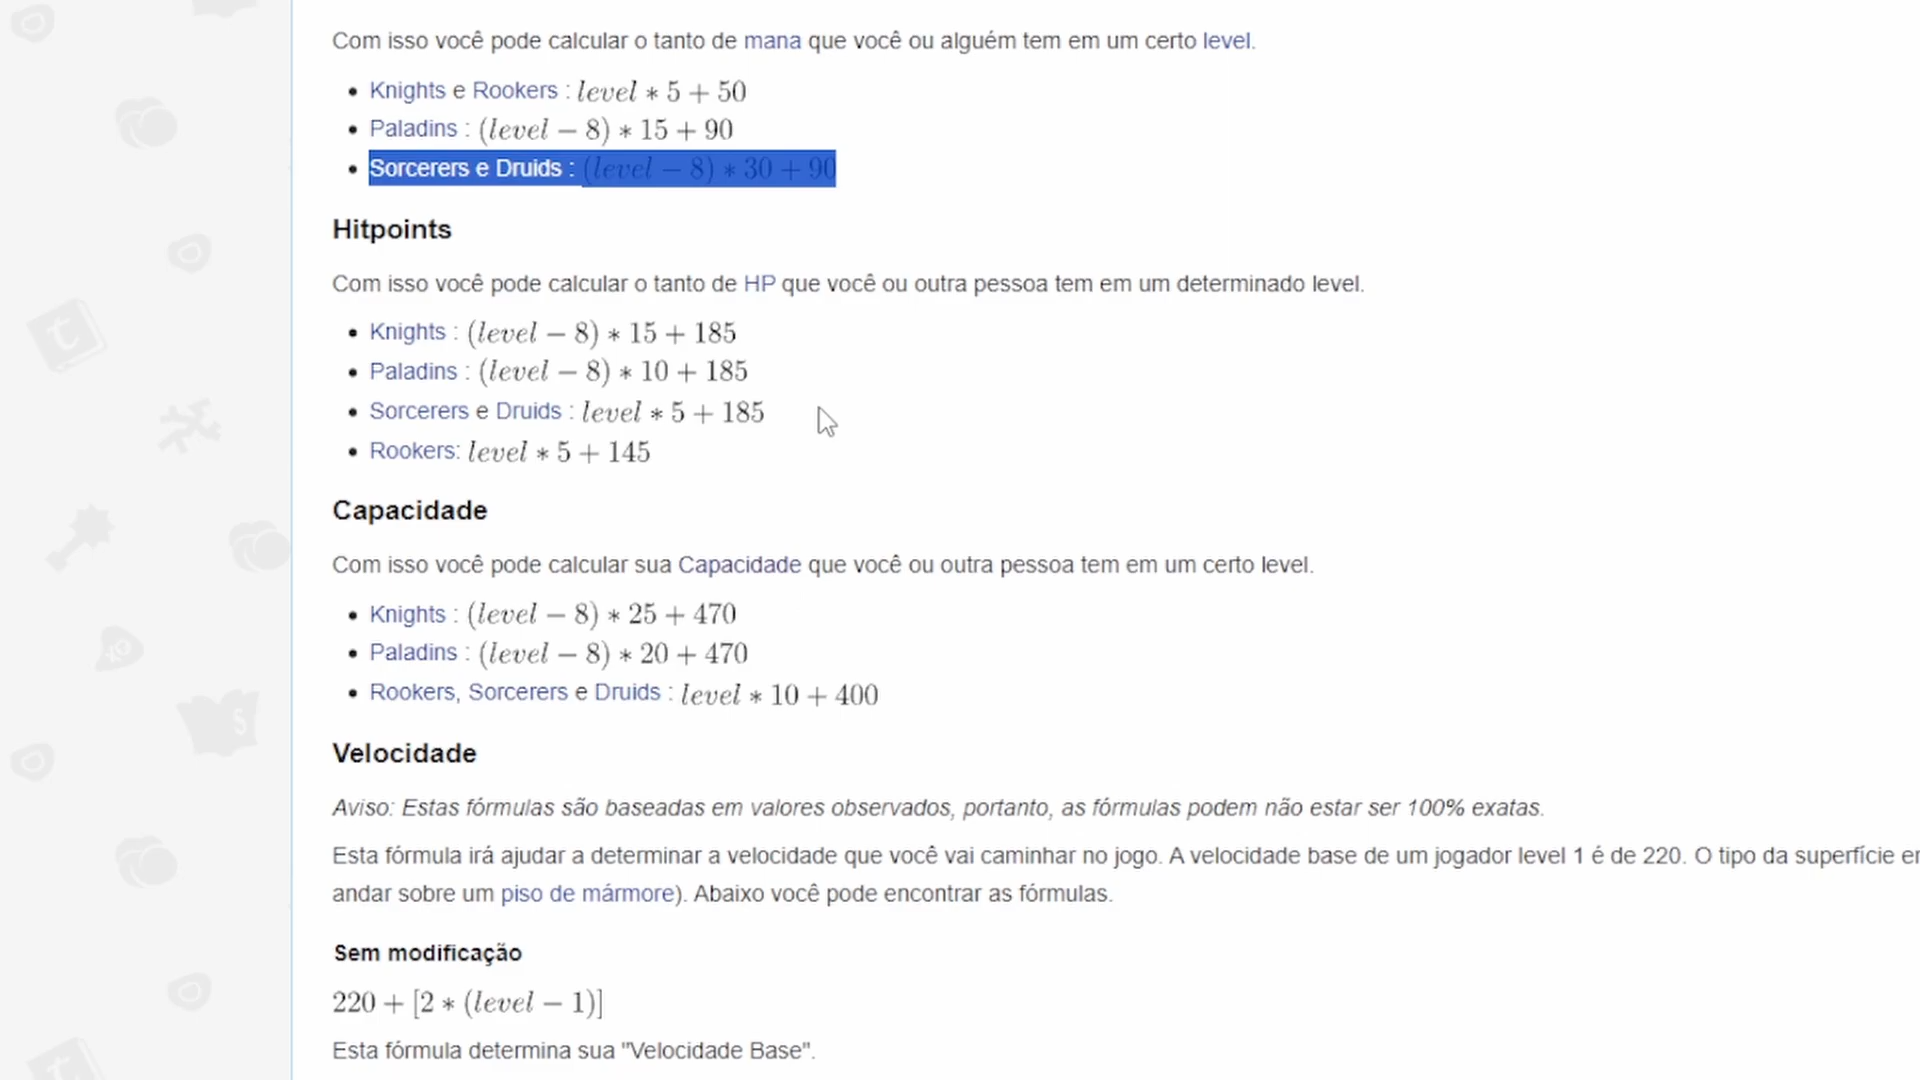 Com isso você pode calcular o tanto de mana que você ou alguém tem em um certo level.
Knights e Rookers : level * 5 + 50
Paladins : (level − 8) * 15 + 90
Sorcerers e Druids : (level − 8) * 30 + 90
Hitpoints
Com isso você pode calcular o tanto de HP que você ou outra pessoa tem em um determinado level.
Knights : (level − 8) * 15 + 185
Paladins : (level − 8) * 10 + 185
Sorcerers e Druids : level * 5 + 185
Rookers: level * 5 + 145
Capacidade
Com isso você pode calcular sua Capacidade que você ou outra pessoa tem em um certo level.
Knights : (level − 8) * 25 + 470
Paladins : (level − 8) * 20 + 470
Rookers, Sorcerers e Druids : level * 10 + 400
Velocidade
Aviso: Estas fórmulas são baseadas em valores observados, portanto, as fórmulas podem não estar ser 100% exatas.
Esta fórmula irá ajudar a determinar a velocidade que você vai caminhar no jogo. A velocidade base de um jogador level 1 é de 220. O tipo da superfície
andar sobre um piso de mármore). Abaixo você pode encontrar as fórmulas.
Sem modificação
220 + [2 * (level − 1)]
Esta fórmula determina sua "Velocidade Base".